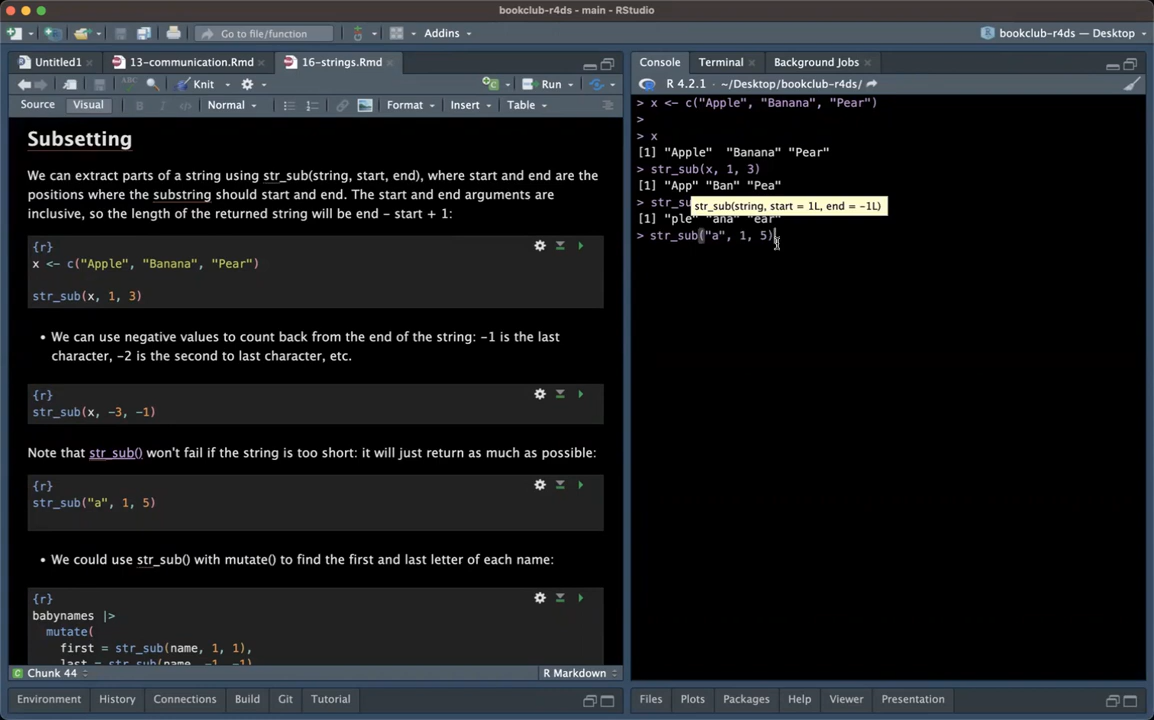 bookclub-r4ds - main - RStudio
Go to file/function
Addins
bookclub-r4ds — Desktop
Untitled1
13-communication.Rmd
16-strings.Rmd
Knit
Run
Source
Visual
B
I
Normal
Format
Insert
Table
Subsetting
We can extract parts of a string using str_sub(string, start, end), where start and end are the
positions where the substring should start and end. The start and end arguments are
inclusive, so the length of the returned string will be end - start + 1:
{r}
x <- c("Apple", "Banana", "Pear")
str_sub(x, 1, 3)
• We can use negative values to count back from the end of the string: -1 is the last
character, -2 is the second to last character, etc.
{r}
str_sub(x, -3, -1)
Note that str_sub() won't fail if the string is too short: it will just return as much as possible:
{r}
str_sub("a", 1, 5)
• We could use str_sub() with mutate() to find the first and last letter of each name:
{r}
babynames |>
mutate(
first = str_sub(name, 1, 1),
last = str_sub(name, -1, -1)
Chunk 44
R Markdown
Environment
History
Connections
Build
Git
Tutorial
Console
Terminal
Background Jobs
R 4.2.1 · ~/Desktop/bookclub-r4ds/
> x <- c("Apple", "Banana", "Pear")
>
> x
[1] "Apple"  "Banana" "Pear"
> str_sub(x, 1, 3)
[1] "App" "Ban" "Pea"
> str_su
str_sub(string, start = 1L, end = -1L)
[1] "ple" "ana" "ear"
> str_sub("a", 1, 5)
Files
Plots
Packages
Help
Viewer
Presentation